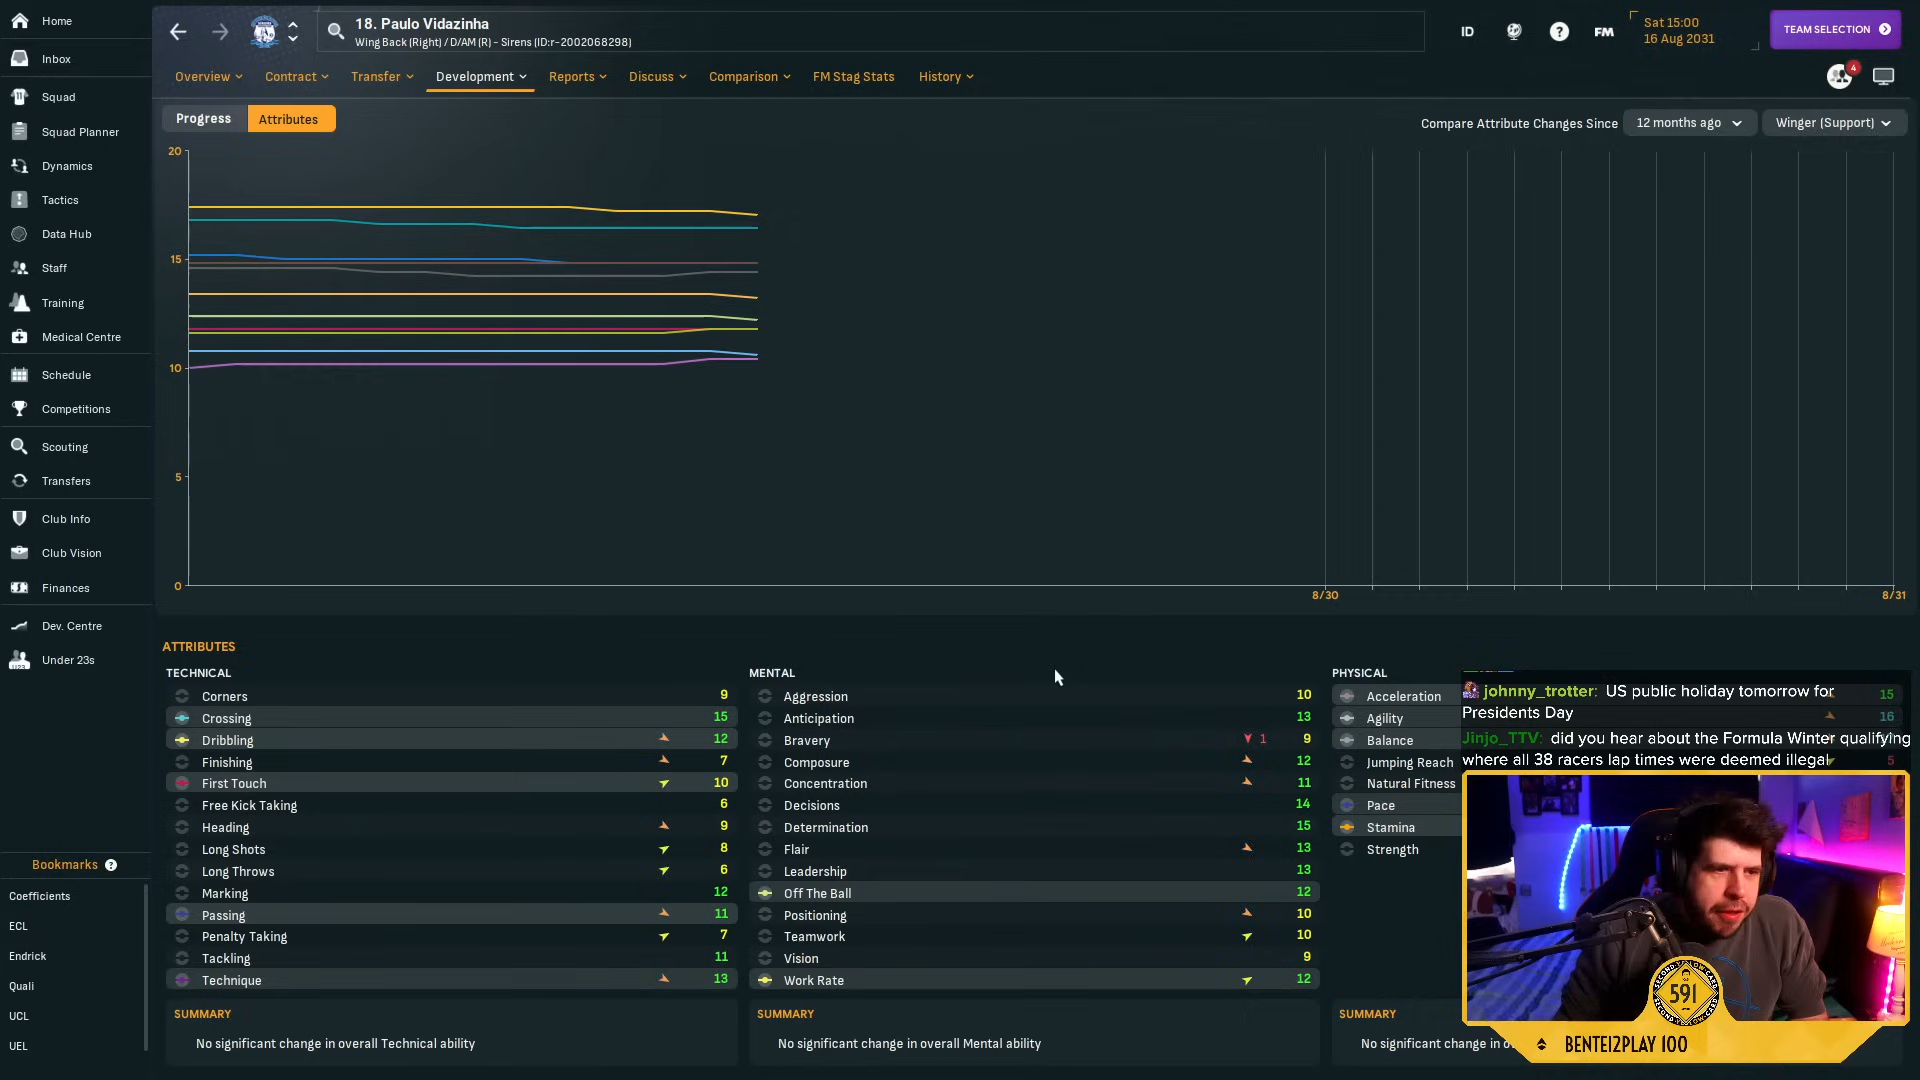 Home
Inbox
Squad
Squad Planner
Dynamics
Tactics
Data Hub
Staff
Training
Medical Centre
Schedule
Competitions
Scouting
Transfers
Club Info
Club Vision
Finances
Dev. Centre
Under 23s
Bookmarks ?
Coefficients
ECL
Endrick
Quali
UCL
UEL
18. Paulo Vidazinha
Wing Back (Right) / D/AM (R) - Sirens (ID:r-2002068298)
ID
?
FM
Sat 15:00
16 Aug 2031
TEAM SELECTION
Overview
Contract
Transfer
Development
Reports
Discuss
Comparison
FM Stag Stats
History
4
Progress
Attributes
Compare Attribute Changes Since
12 months ago
Winger (Support)
20
15
10
5
0
8/30
8/31
ATTRIBUTES
TECHNICAL
Corners 9
Crossing 15
Dribbling 12
Finishing 7
First Touch 10
Free Kick Taking 6
Heading 9
Long Shots 8
Long Throws 6
Marking 12
Passing 11
Penalty Taking 7
Tackling 11
Technique 13
SUMMARY
No significant change in overall Technical ability
MENTAL
Aggression 10
Anticipation 13
Bravery 1 9
Composure 12
Concentration 11
Decisions 14
Determination 15
Flair 13
Leadership 13
Off The Ball 12
Positioning 10
Teamwork 10
Vision 9
Work Rate 12
SUMMARY
No significant change in overall Mental ability
PHYSICAL
Acceleration 15
Agility 16
Balance
Jumping Reach 5
Natural Fitness
Pace
Stamina
Strength
SUMMARY
No significant change in o
johnny_trotter: US public holiday tomorrow for
Presidents Day
Jinjo_TTV: did you hear about the Formula Winter qualifying
where all 38 racers lap times were deemed illegal
591
BENTEI2PLAY 100